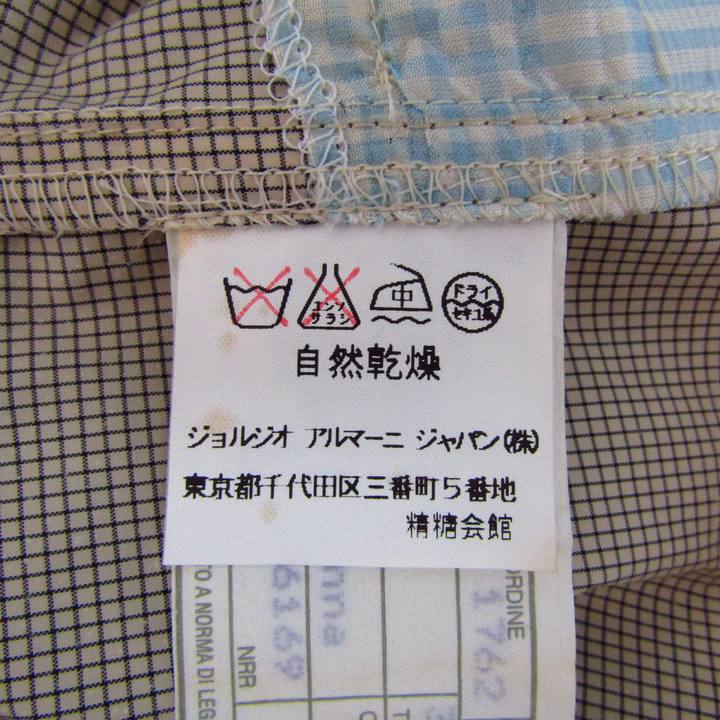 エンソ
サラシ
中
ドライ
セキユ系
自然乾燥
ジョルジオ アルマーニ ジャパン(株)
東京都千代田区三番町5番地
精糖会館
TO A NORMA DI LEG
NRR
6169
nna
ORDINE
1762